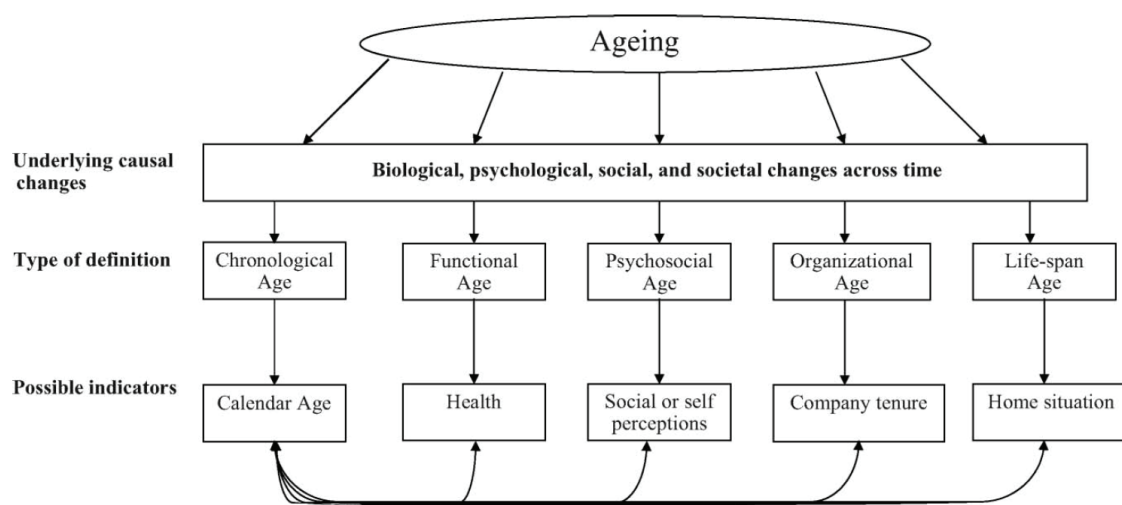 Ageing
Underlying causal
changes
Biological, psychological, social, and societal changes across time
Type of definition
Chronological
Age
Functional
Age
Psychosocial
Age
Organizational
Age
Life-span
Age
Possible indicators
Calendar Age
Health
Social or self
perceptions
Company tenure
Home situation